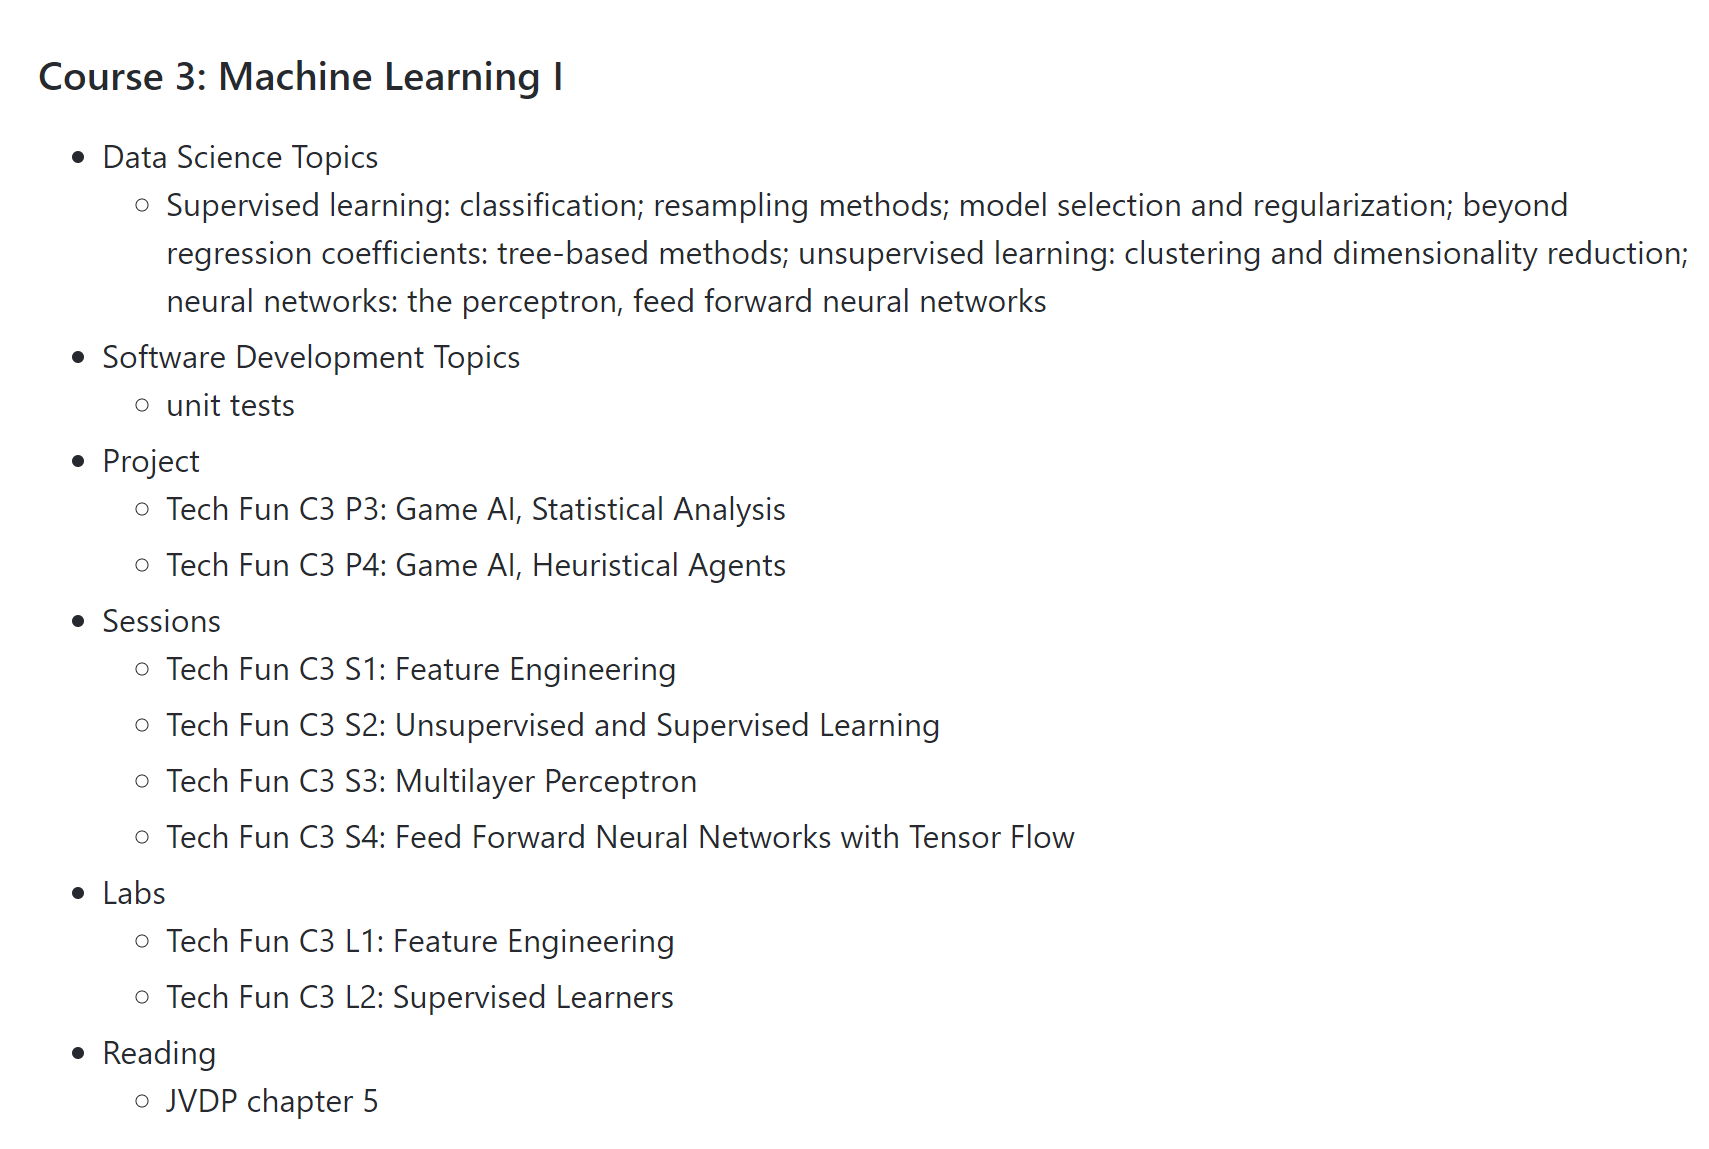 Course 3: Machine Learning I
Data Science Topics
Supervised learning: classification; resampling methods; model selection and regularization; beyond
regression coefficients: tree-based methods; unsupervised learning: clustering and dimensionality reduction;
neural networks: the perceptron, feed forward neural networks
Software Development Topics
unit tests
Project
Tech Fun C3 P3: Game AI, Statistical Analysis
Tech Fun C3 P4: Game AI, Heuristical Agents
Sessions
Tech Fun C3 S1: Feature Engineering
Tech Fun C3 S2: Unsupervised and Supervised Learning
Tech Fun C3 S3: Multilayer Perceptron
Tech Fun C3 S4: Feed Forward Neural Networks with Tensor Flow
Labs
Tech Fun C3 L1: Feature Engineering
Tech Fun C3 L2: Supervised Learners
Reading
JVDP chapter 5